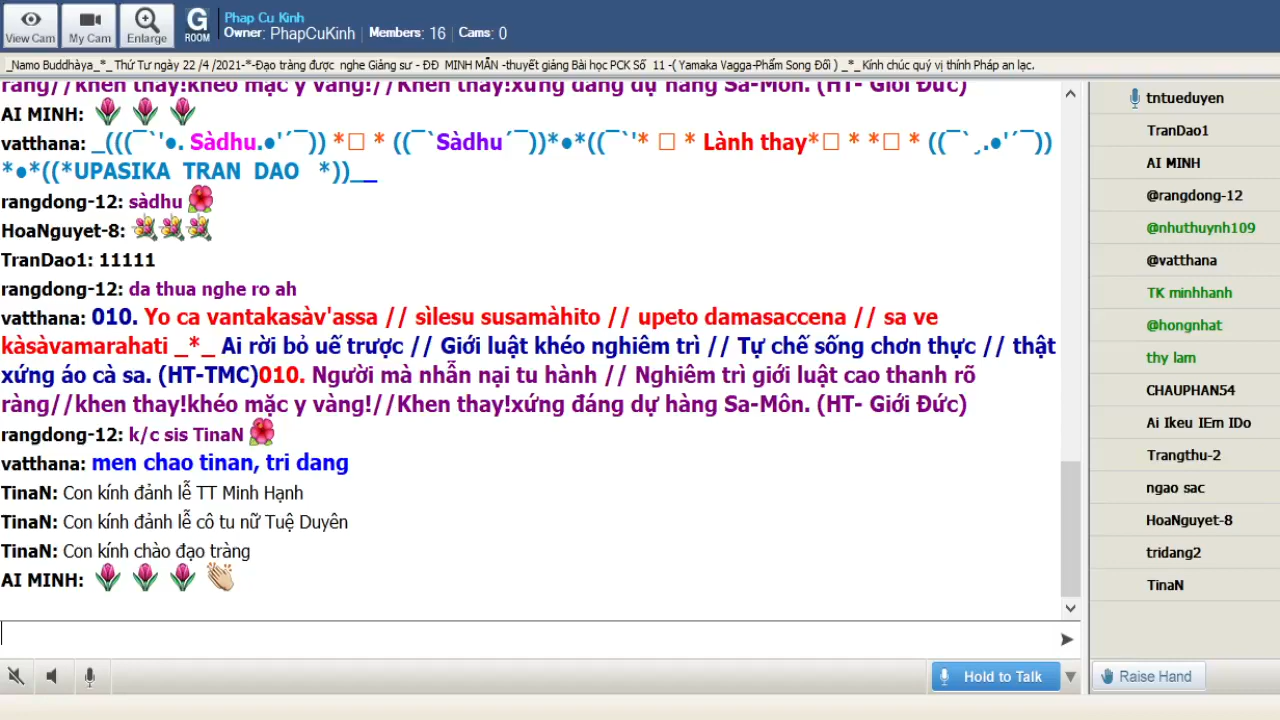 View Cam
My Cam
Enlarge
G
ROOM
Phap Cu Kinh
Owner: PhapCuKinh Members: 16 Cams: 0
_Namo Buddhàya_*_ Thứ Tư ngày 22 /4 /2021-*-Đạo tràng được nghe Giảng sư - ĐĐ MINH MẪN -thuyết giảng Bài học PCK Số 11 -( Yamaka Vagga-Phẩm Song Đối ) _*_Kính chúc quý vị thính Pháp an lạc.
ràng//khen thay!khéo mặc y vàng!//Khen thay!xứng đáng dự hàng Sa-Môn. (HT- Giới Đức)
AI MINH:
vatthana: _(((¯`'•. Sàdhu.•'´¯)) *□ * ((¯`Sàdhu´¯))*•*((¯`'* □ * Lành thay*□ * *□ * ((¯`¸.•'´¯))
*•*((*UPASIKA TRAN DAO *))__
rangdong-12: sàdhu
HoaNguyet-8:
TranDao1: 11111
rangdong-12: da thua nghe ro ah
vatthana: 010. Yo ca vantakasàv'assa // sìlesu susamàhito // upeto damasaccena // sa ve
kàsàvamarahati _*_ Ai rời bỏ uế trược // Giới luật khéo nghiêm trì // Tự chế sống chơn thực // thật
xứng áo cà sa. (HT-TMC)010. Người mà nhẫn nại tu hành // Nghiêm trì giới luật cao thanh rõ
ràng//khen thay!khéo mặc y vàng!//Khen thay!xứng đáng dự hàng Sa-Môn. (HT- Giới Đức)
rangdong-12: k/c sis TinaN
vatthana: men chao tinan, tri dang
TinaN: Con kính đảnh lễ TT Minh Hạnh
TinaN: Con kính đảnh lễ cô tu nữ Tuệ Duyên
TinaN: Con kính chào đạo tràng
AI MINH:
Hold to Talk
tntueduyen
TranDao1
AI MINH
@rangdong-12
@nhuthuynh109
@vatthana
TK minhhanh
@hongnhat
thy lam
CHAUPHAN54
Ai Ikeu IEm IDo
Trangthu-2
ngao sac
HoaNguyet-8
tridang2
TinaN
Raise Hand